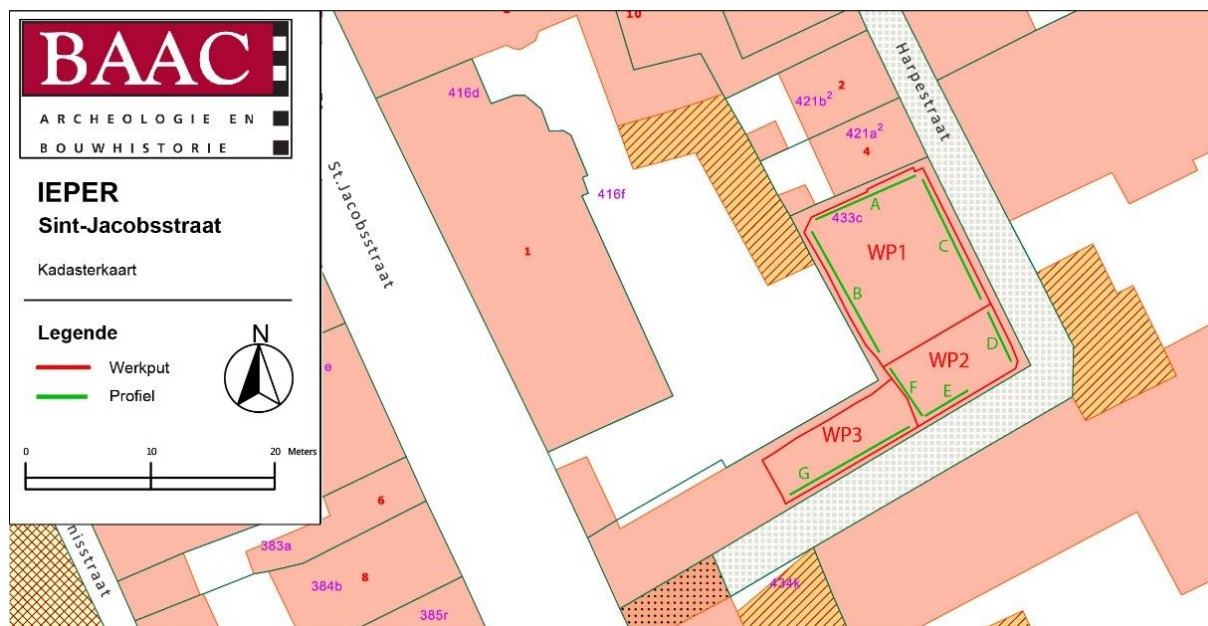 BAAC
ARCHEOLOGIE EN
BOUWHISTORIE
IEPER
Sint-Jacobsstraat
Kadasterkaart
Legende
Werkput
Profiel
N
0 10 20 Meters
10
416d
416f
1
St.Jacobsstraat
Harpestraat
2
421b²
421a²
4
433c
A
B
C
WP1
WP2
D
E
F
WP3
G
e
6
383a
384b
8
385r
434k
nisstraat